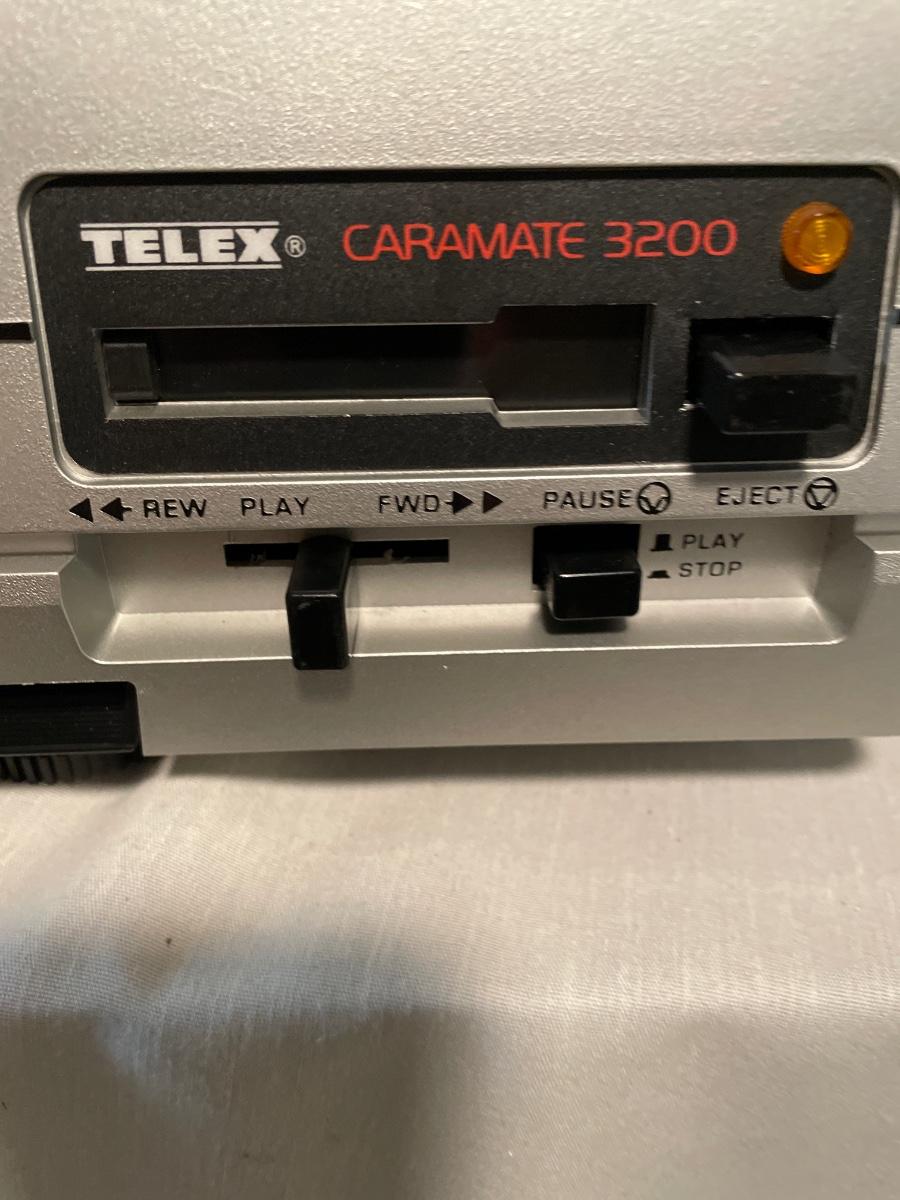 TELEX® CARAMATE 3200
REW PLAY FWD PAUSE EJECT
PLAY
STOP